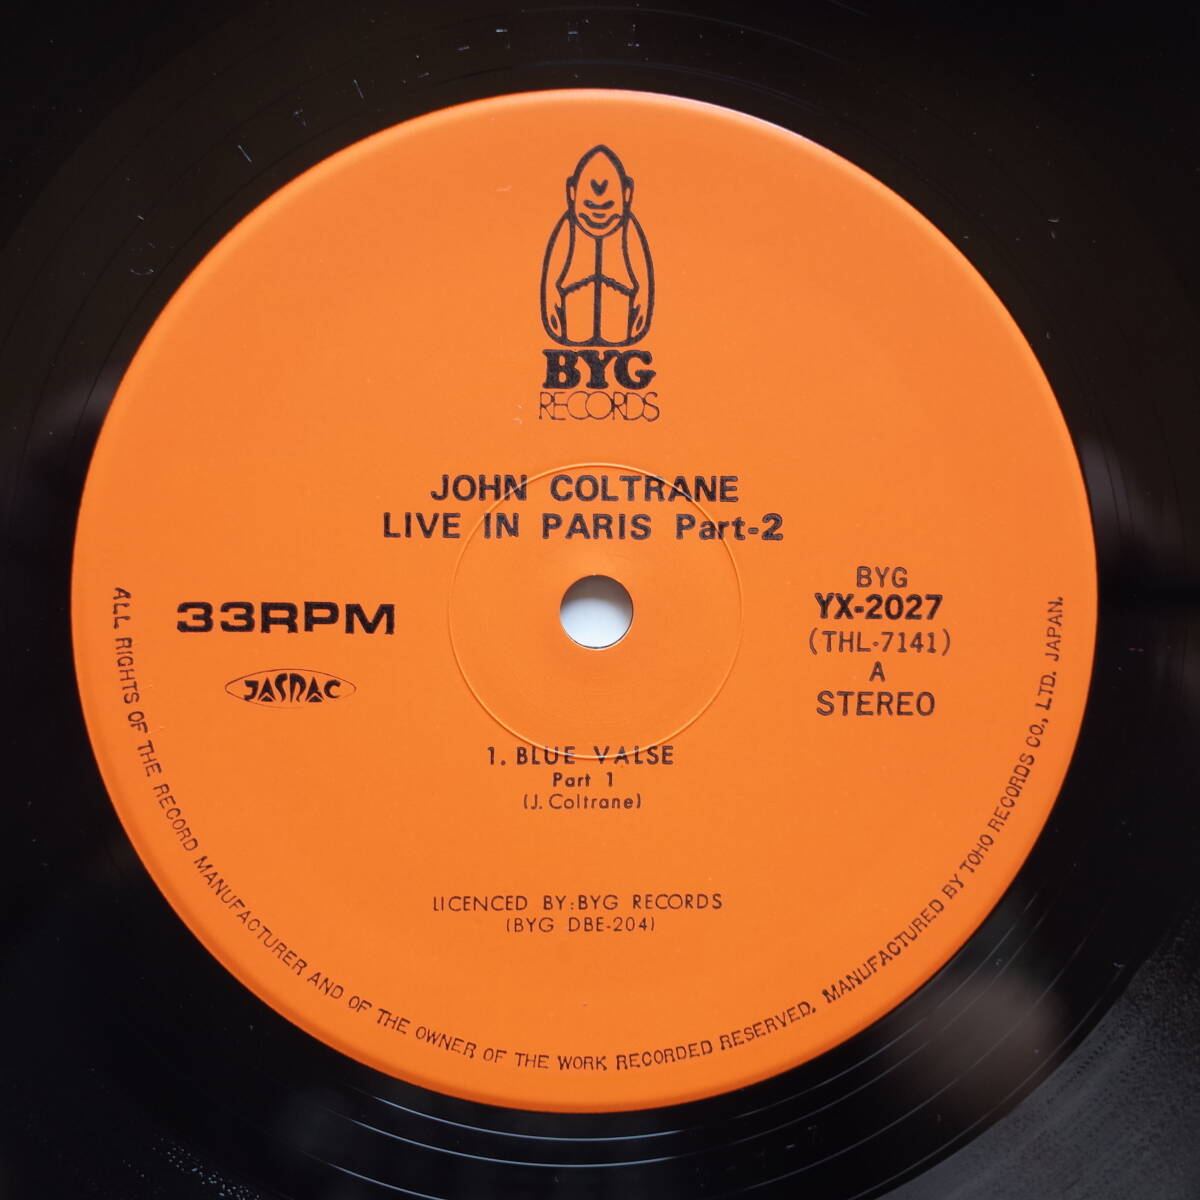 BYG
RECORDS
JOHN COLTRANE
LIVE IN PARIS Part-2
33RPM
JASRAC
BYG
YX-2027
(THL-7141)
A
STEREO
1. BLUE VALSE
Part 1
(J. Coltrane)
LICENCED BY:BYG RECORDS
(BYG DBE-204)
ALL RIGHTS OF THE RECORD MANUFACTURER AND OF THE OWNER OF THE WORK RECORDED RESERVED. MANUFACTURED BY TOHO RECORDS CO., LTD. JAPAN.